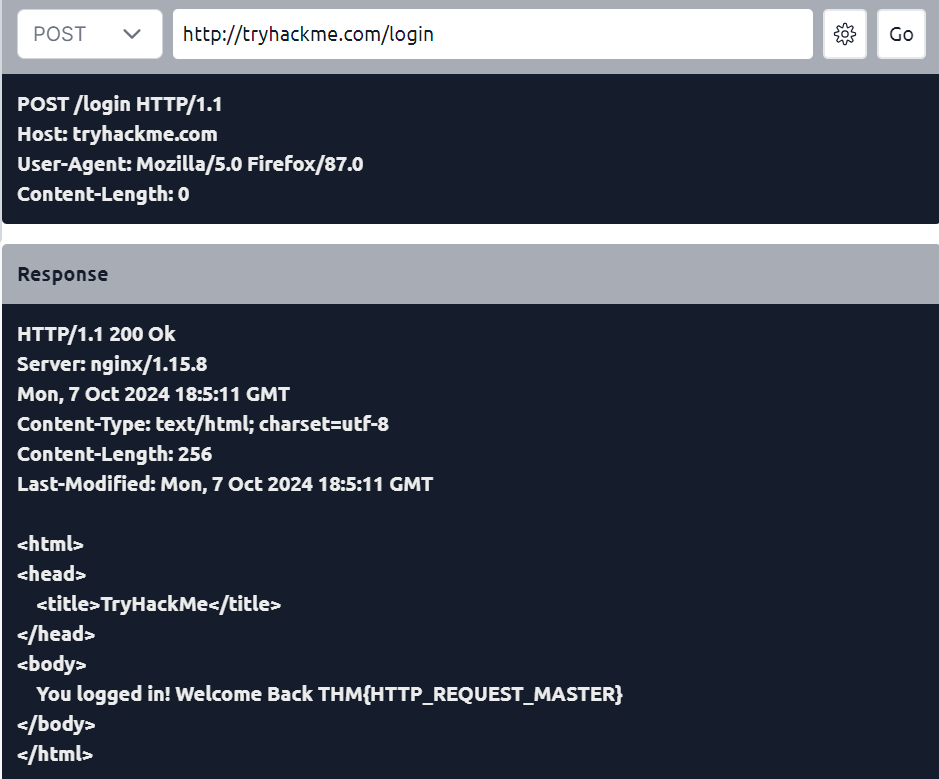 POST
http://tryhackme.com/login
Go
POST /login HTTP/1.1
Host: tryhackme.com
User-Agent: Mozilla/5.0 Firefox/87.0
Content-Length: 0
Response
HTTP/1.1 200 Ok
Server: nginx/1.15.8
Mon, 7 Oct 2024 18:5:11 GMT
Content-Type: text/html; charset=utf-8
Content-Length: 256
Last-Modified: Mon, 7 Oct 2024 18:5:11 GMT
<html>
<head>
<title>TryHackMe</title>
</head>
<body>
You logged in! Welcome Back THM{HTTP_REQUEST_MASTER}
</body>
</html>